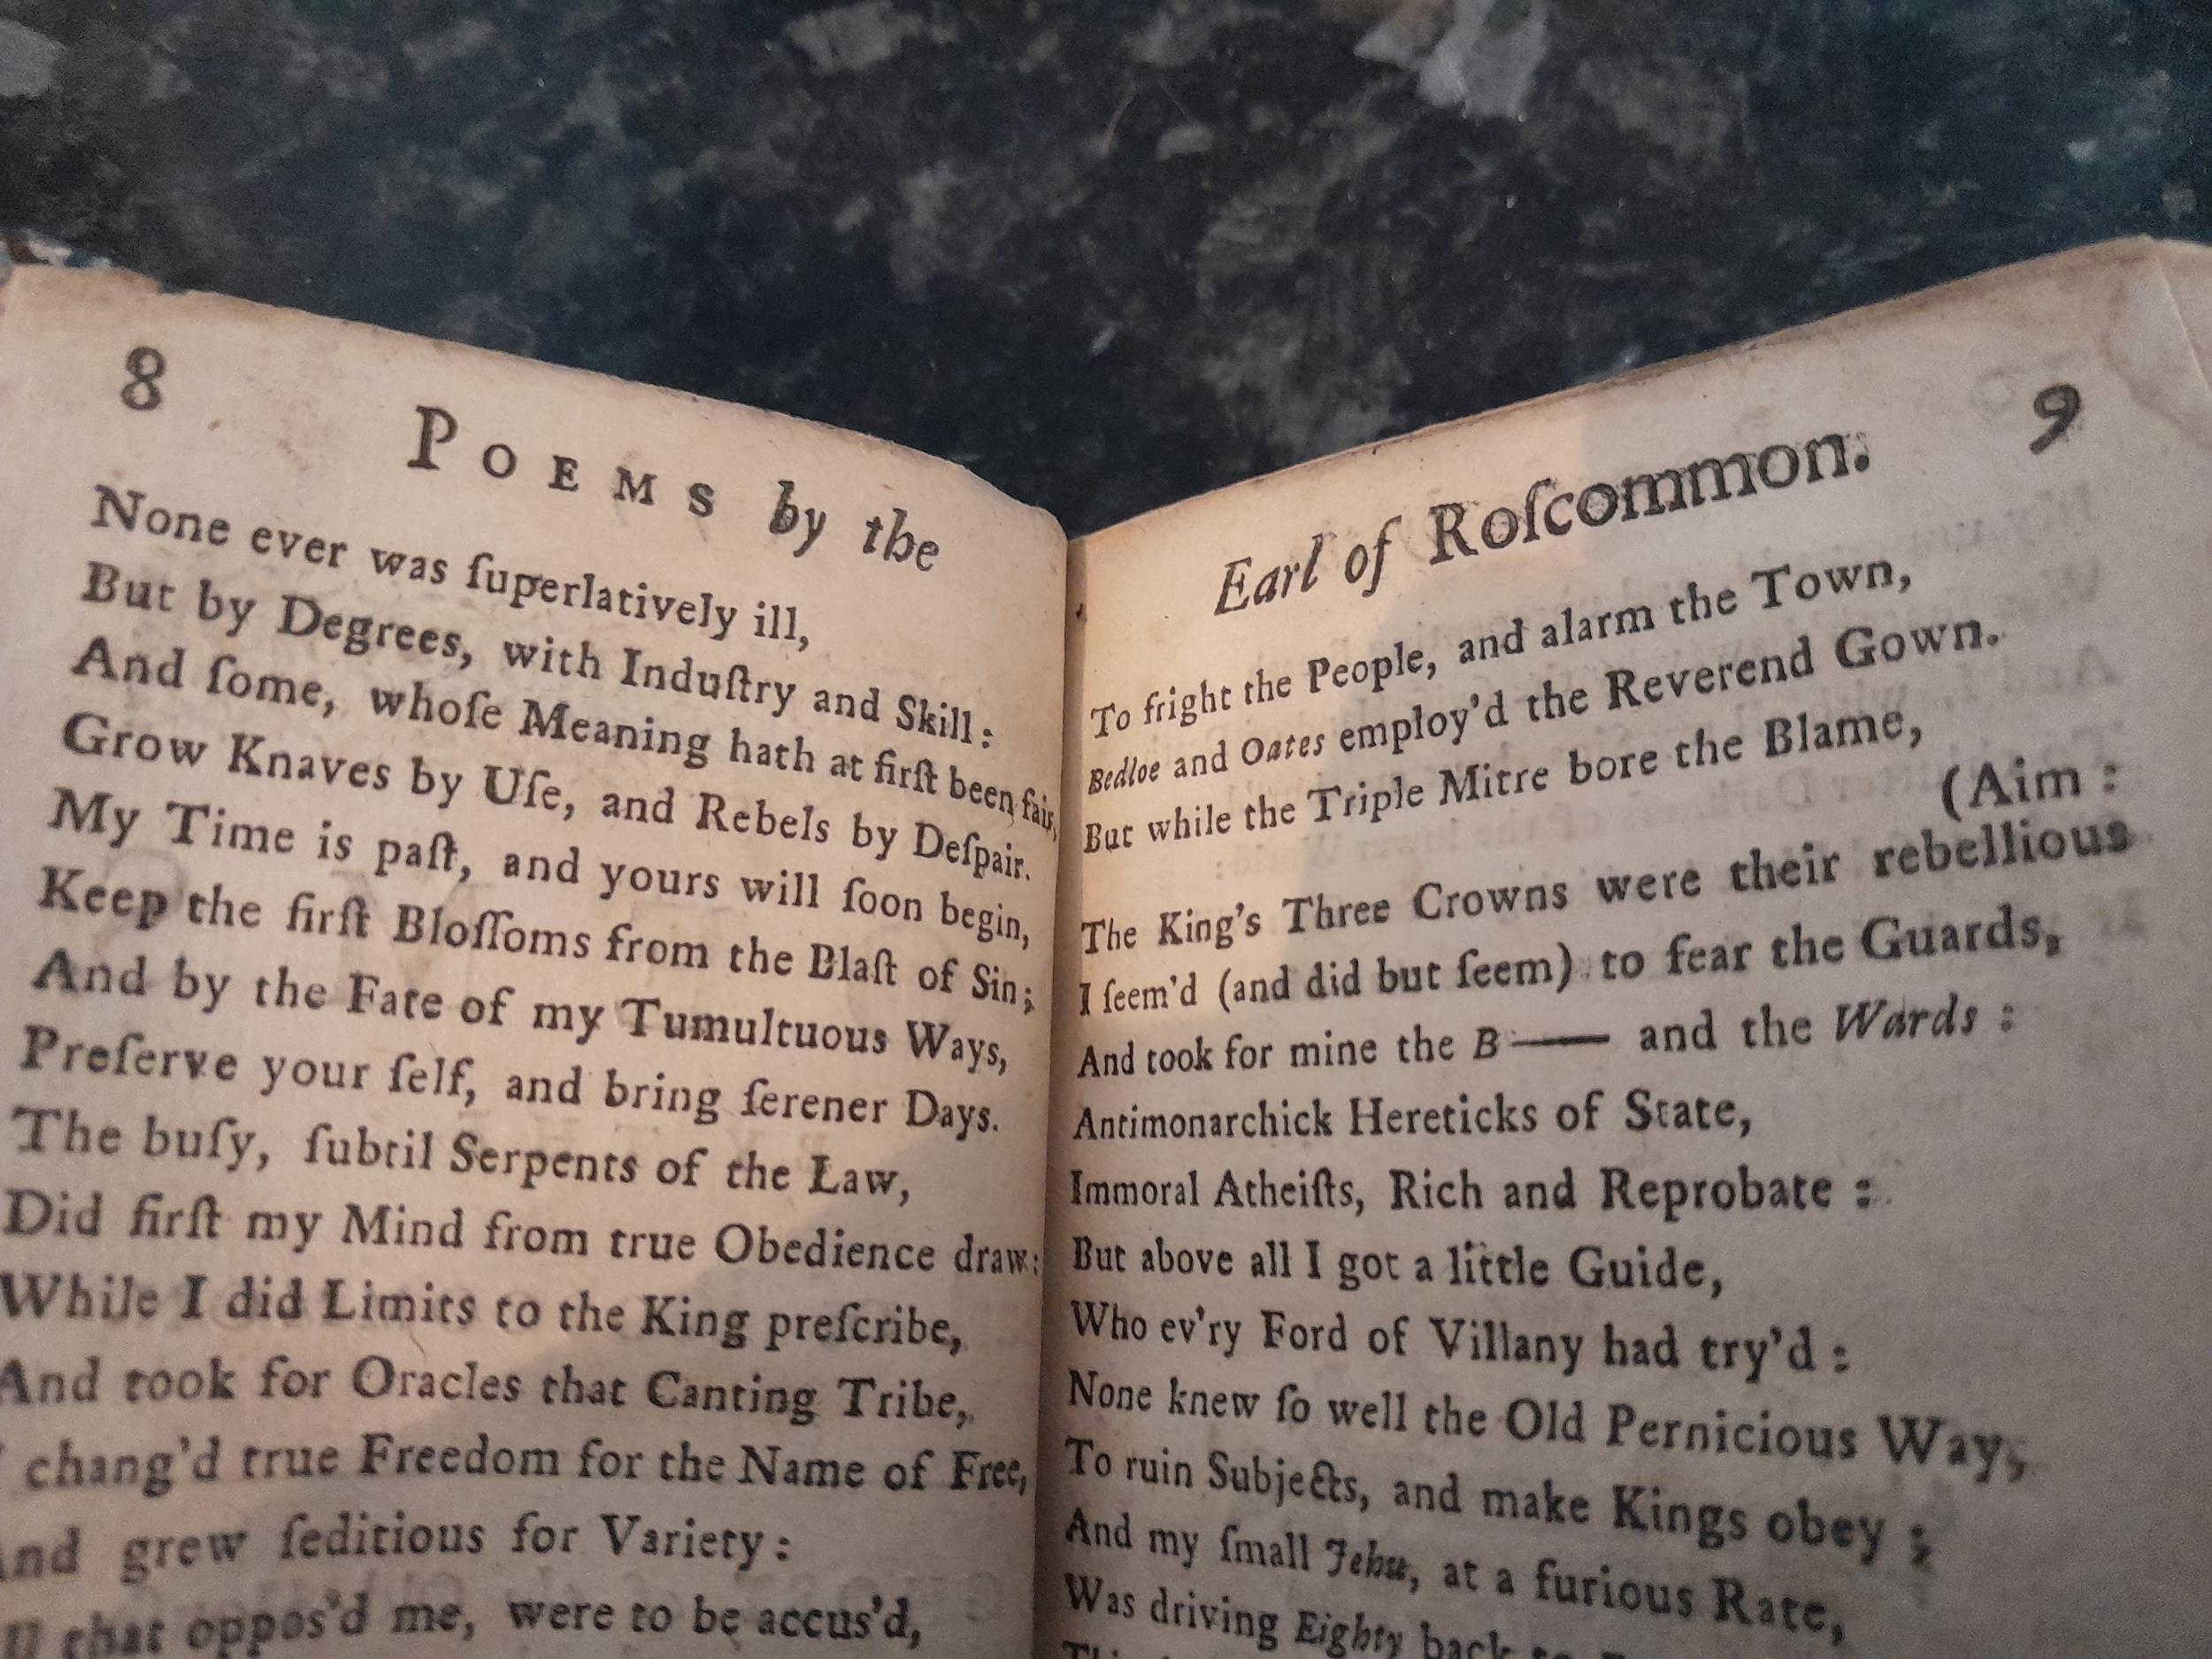 8
POEMS by the
None ever was ſuperlatively ill,
But by Degrees, with Induſtry and Skill:
And ſome, whoſe Meaning hath at firſt been fair,
Grow Knaves by Uſe, and Rebels by Deſpair.
My Time is paſt, and yours will ſoon begin,
Keep the firſt Bloſſoms from the Blaſt of Sin;
And by the Fate of my Tumultuous Ways,
Preſerve your ſelf, and bring ſerener Days.
The buſy, ſubtil Serpents of the Law,
Did firſt my Mind from true Obedience draw:
While I did Limits to the King preſcribe,
And took for Oracles that Canting Tribe,
chang'd true Freedom for the Name of Free,
And grew ſeditious for Variety:
that oppos'd me, were to be accus'd,
9
Earl of Roſcommon.
To fright the People, and alarm the Town,
Bedloe and Oates employ'd the Reverend Gown.
But while the Triple Mitre bore the Blame,
(Aim:
The King's Three Crowns were their rebellious
I ſeem'd (and did but ſeem) to fear the Guards,
And took for mine the B—— and the Wards:
Antimonarchick Hereticks of State,
Immoral Atheiſts, Rich and Reprobate:
But above all I got a little Guide,
Who ev'ry Ford of Villany had try'd:
None knew ſo well the Old Pernicious Way,
To ruin Subjects, and make Kings obey;
And my ſmall Jehu, at a furious Rate,
Was driving Eighty back